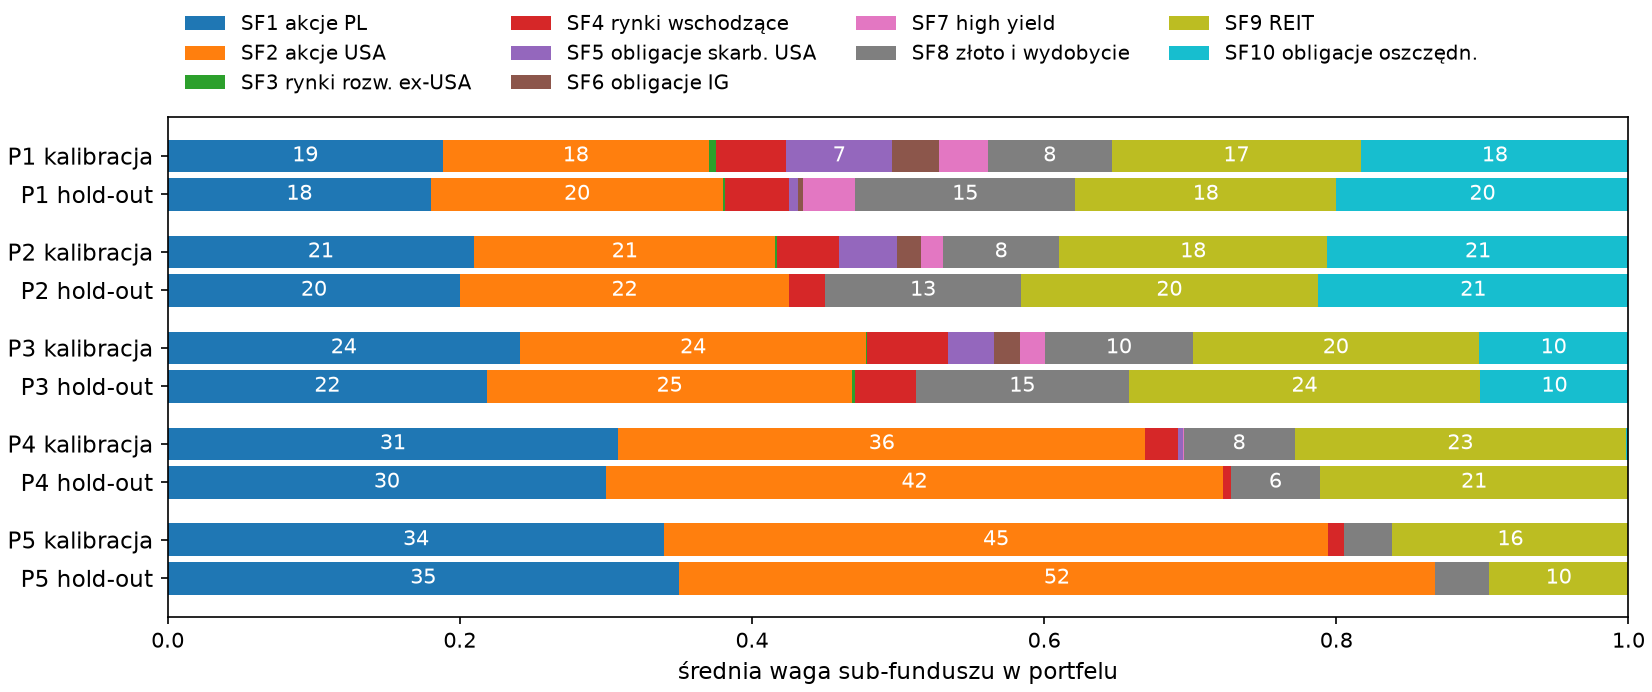 SF1 akcje PL
SF2 akcje USA
SF3 rynki rozw. ex-USA
SF4 rynki wschodzące
SF5 obligacje skarb. USA
SF6 obligacje IG
SF7 high yield
SF8 złoto i wydobycie
SF9 REIT
SF10 obligacje oszczędn.
P1 kalibracja 19 18 7 8 17 18
P1 hold-out 18 20 15 18 20
P2 kalibracja 21 21 8 18 21
P2 hold-out 20 22 13 20 21
P3 kalibracja 24 24 10 20 10
P3 hold-out 22 25 15 24 10
P4 kalibracja 31 36 8 23
P4 hold-out 30 42 6 21
P5 kalibracja 34 45 16
P5 hold-out 35 52 10
0.0 0.2 0.4 0.6 0.8 1.0
średnia waga sub-funduszu w portfelu